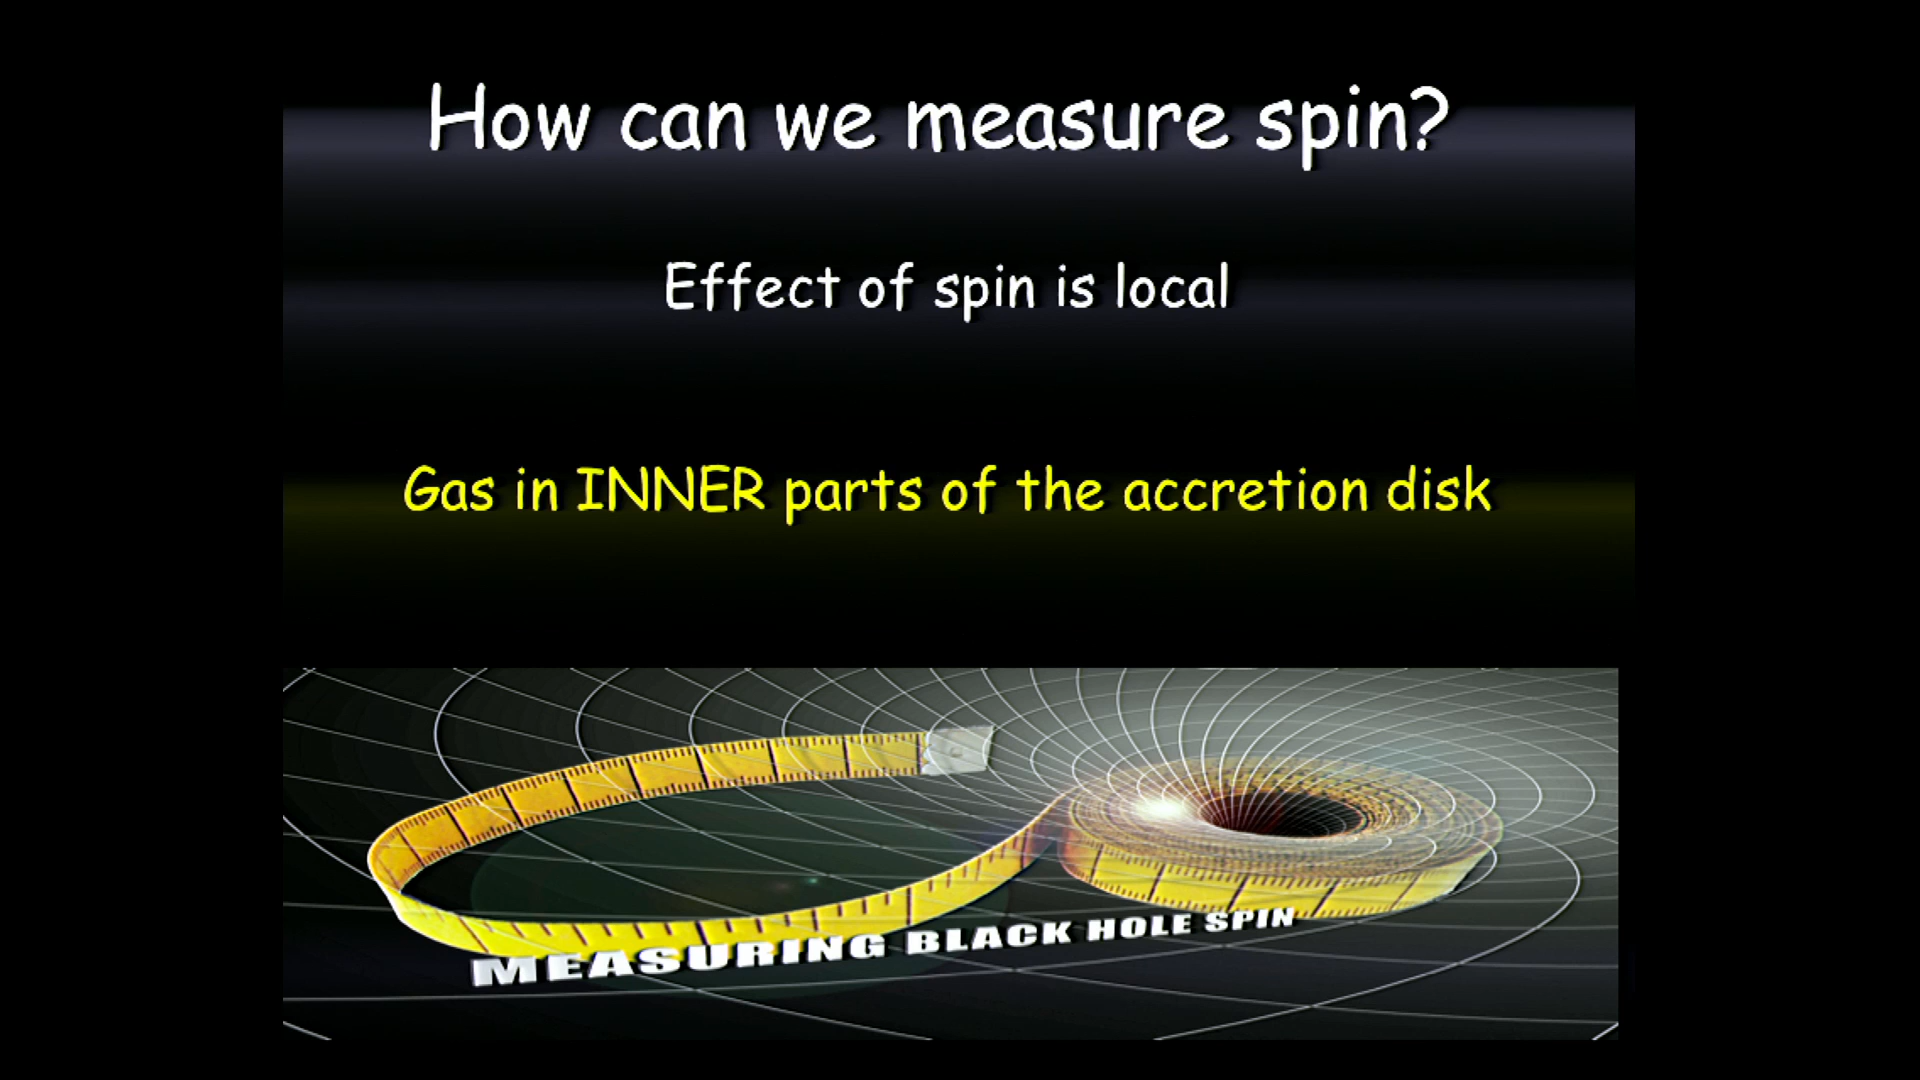 How can we measure spin?
Effect of spin is local
Gas in INNER parts of the accretion disk
MEASURING BLACK HOLE SPIN